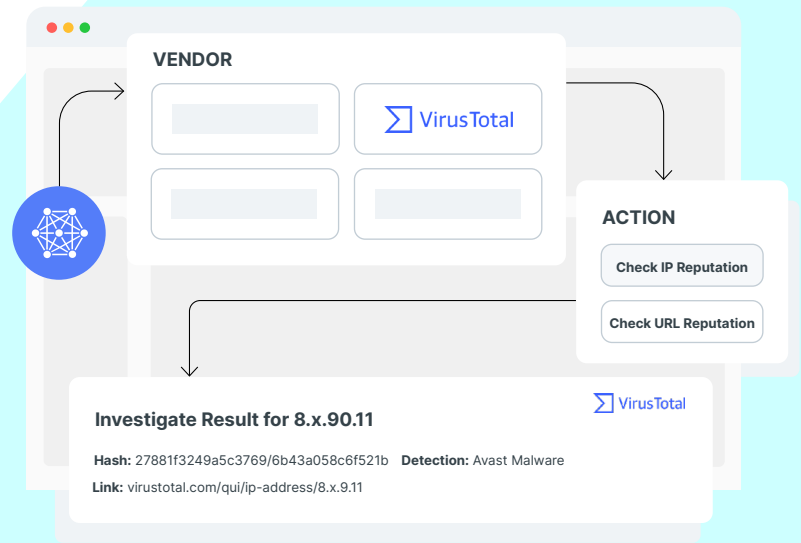 VENDOR
VirusTotal
ACTION
Check IP Reputation
Check URL Reputation
VirusTotal
Investigate Result for 8.x.90.11
Hash: 27881f3249a5c3769/6b43a058c6f521b Detection: Avast Malware
Link: virustotal.com/qui/ip-address/8.x.9.11